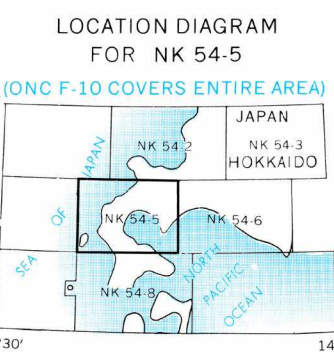 LOCATION DIAGRAM
FOR NK 54-5
(ONC F-10 COVERS ENTIRE AREA)
JAPAN
NK 54-2
NK 54-3
HOKKAIDO
SEA OF JAPAN
NK 54-5
NK 54-6
NORTH
PACIFIC
OCEAN
NK 54-8
30'
14